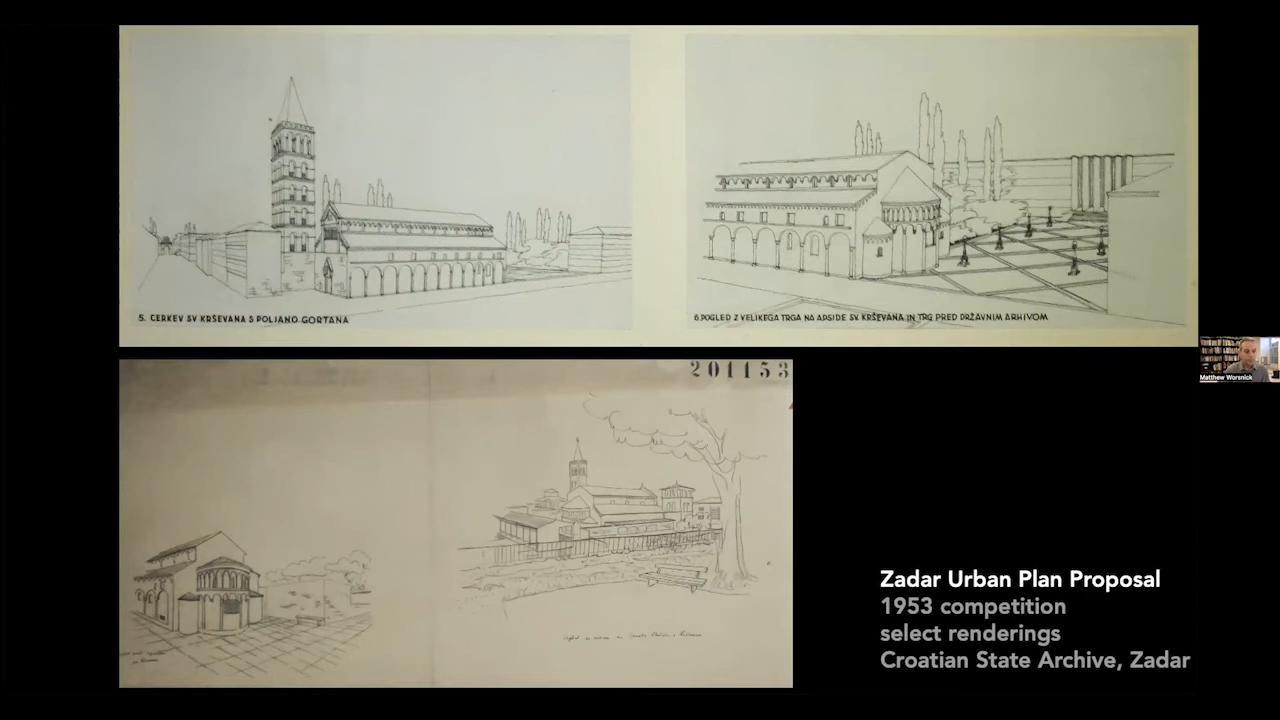 5. CERKEV SV KRŠEVANA S POLJANO GORTANA
6. POGLED Z VELIKEGA TRGA NA APSIDE SV. KRŠEVANA IN TRG PRED DRŽAVNIM ARHIVOM
201153
Matthew Worsnick
Zadar Urban Plan Proposal
1953 competition
select renderings
Croatian State Archive, Zadar